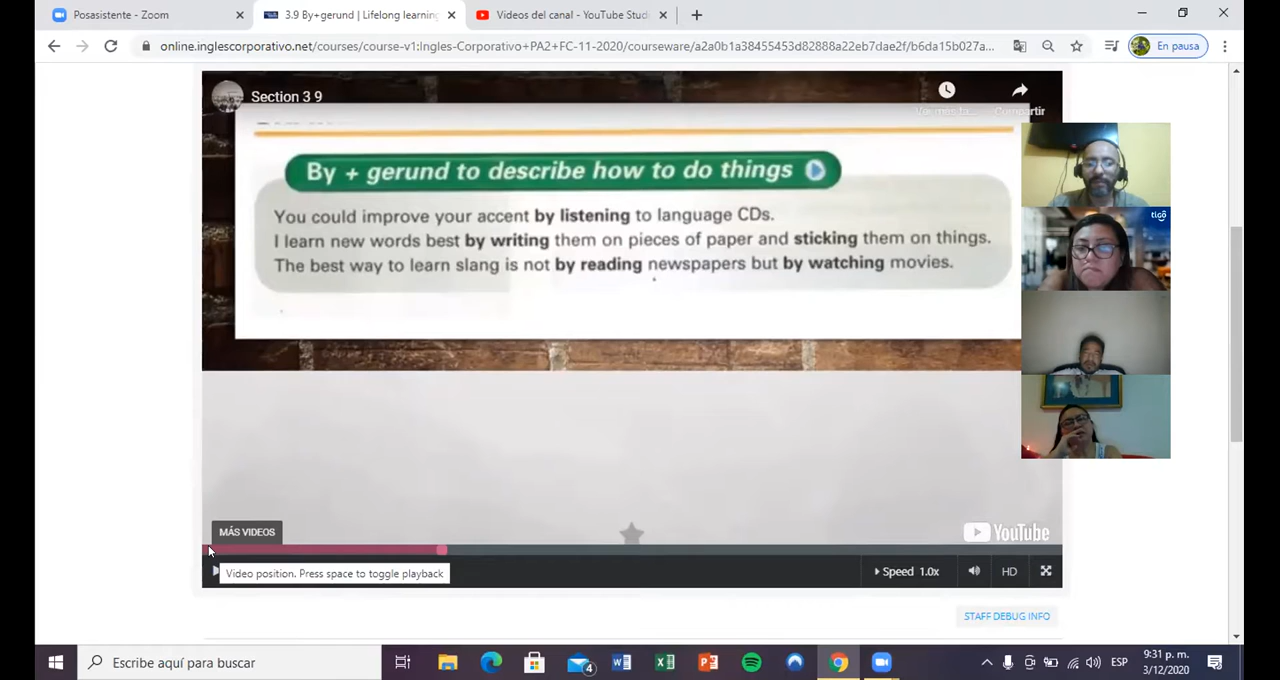 Posasistente - Zoom
3.9 By+gerund | Lifelong learning
Videos del canal - YouTube Stud
online.inglescorporativo.net/courses/course-v1:Ingles-Corporativo+PA2+FC-11-2020/courseware/a2a0b1a38455453d82888a22eb7dae2f/b6da15b027a...
En pausa
Section 3 9
Compartir
tigo
By + gerund to describe how to do things
You could improve your accent by listening to language CDs.
I learn new words best by writing them on pieces of paper and sticking them on things.
The best way to learn slang is not by reading newspapers but by watching movies.
MÁS VIDEOS
YouTube
Video position. Press space to toggle playback
Speed 1.0x
HD
STAFF DEBUG INFO
Escribe aquí para buscar
4
ESP
9:31 p. m.
3/12/2020